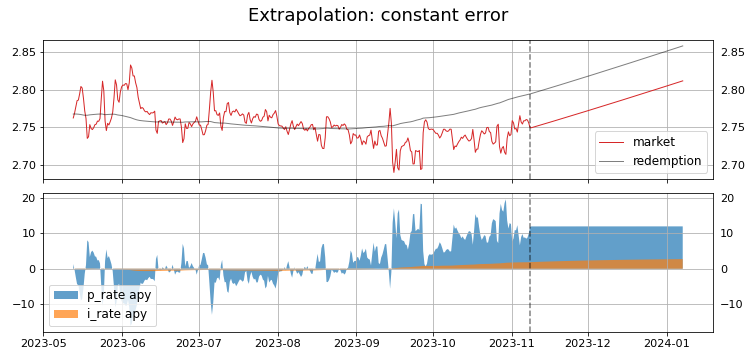 Extrapolation: constant error
2.85 2.85
2.80 2.80
2.75 2.75
2.70 2.70
market
redemption
20 20
10 10
0 0
−10 −10
p_rate apy
i_rate apy
2023-05 2023-06 2023-07 2023-08 2023-09 2023-10 2023-11 2023-12 2024-01